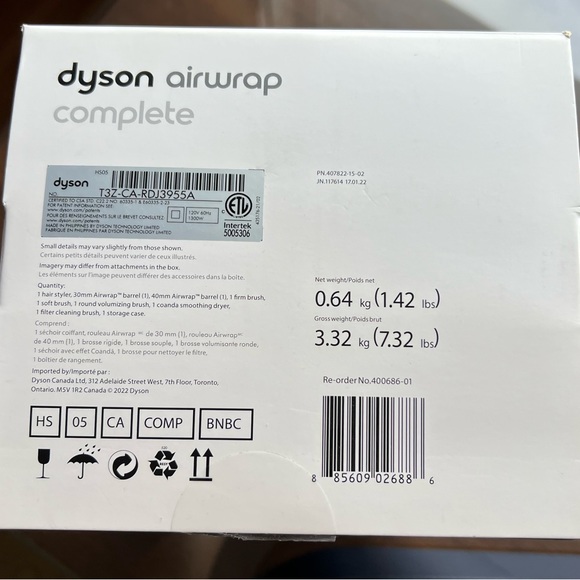 dyson airwrap
complete
HS05
dyson
NO. T3Z-CA-RDJ3955A
CERTIFIED TO CSA STD. C22.2 NO. 60335-1 & E60335-2-23
FOR PATENT INFORMATION SEE:
www.dyson.com/patents
POUR DES RENSEIGNEMENTS SUR LE BREVET CONSULTEZ
www.dyson.com/patents
MADE IN PHILIPPINES BY DYSON TECHNOLOGY LIMITED
FABRIQUE EN PHILIPPINES PAR DYSON TECHNOLOGY LIMITED
120V 60Hz
1300W
C ETL
Intertek
5005306
PN.407822-15-02
JN.117614 17.01.22
Small details may vary slightly from those shown.
Certains petits détails peuvent varier de ceux illustrés.
Imagery may differ from attachments in the box.
Les éléments sur l'image peuvent différer des accessoires dans la boîte.
Quantity:
1 hair styler, 30mm Airwrap™ barrel (1), 40mm Airwrap™ barrel (1), 1 firm brush,
1 soft brush, 1 round volumizing brush, 1 coanda smoothing dryer,
1 filter cleaning brush, 1 storage case.
Comprend :
1 séchoir coiffant, rouleau Airwrap ᴹᶜ de 30 mm (1), rouleau Airwrapᴹᶜ
de 40 mm (1), 1 brosse rigide, 1 brosse souple, 1 brosse volumisante ronde,
1 séchoir avec effet Coandă, 1 brosse pour nettoyer le filtre,
1 boîtier de rangement.
Imported by/Importé par :
Dyson Canada Ltd, 312 Adelaide Street West, 7th Floor, Toronto,
Ontario. M5V 1R2 Canada © 2022 Dyson
Net weight/Poids net
0.64 kg (1.42 lbs)
Gross weight/Poids brut
3.32 kg (7.32 lbs)
Re-order No.400686-01
HS 05 CA COMP BNBC
8 85609 02688 6